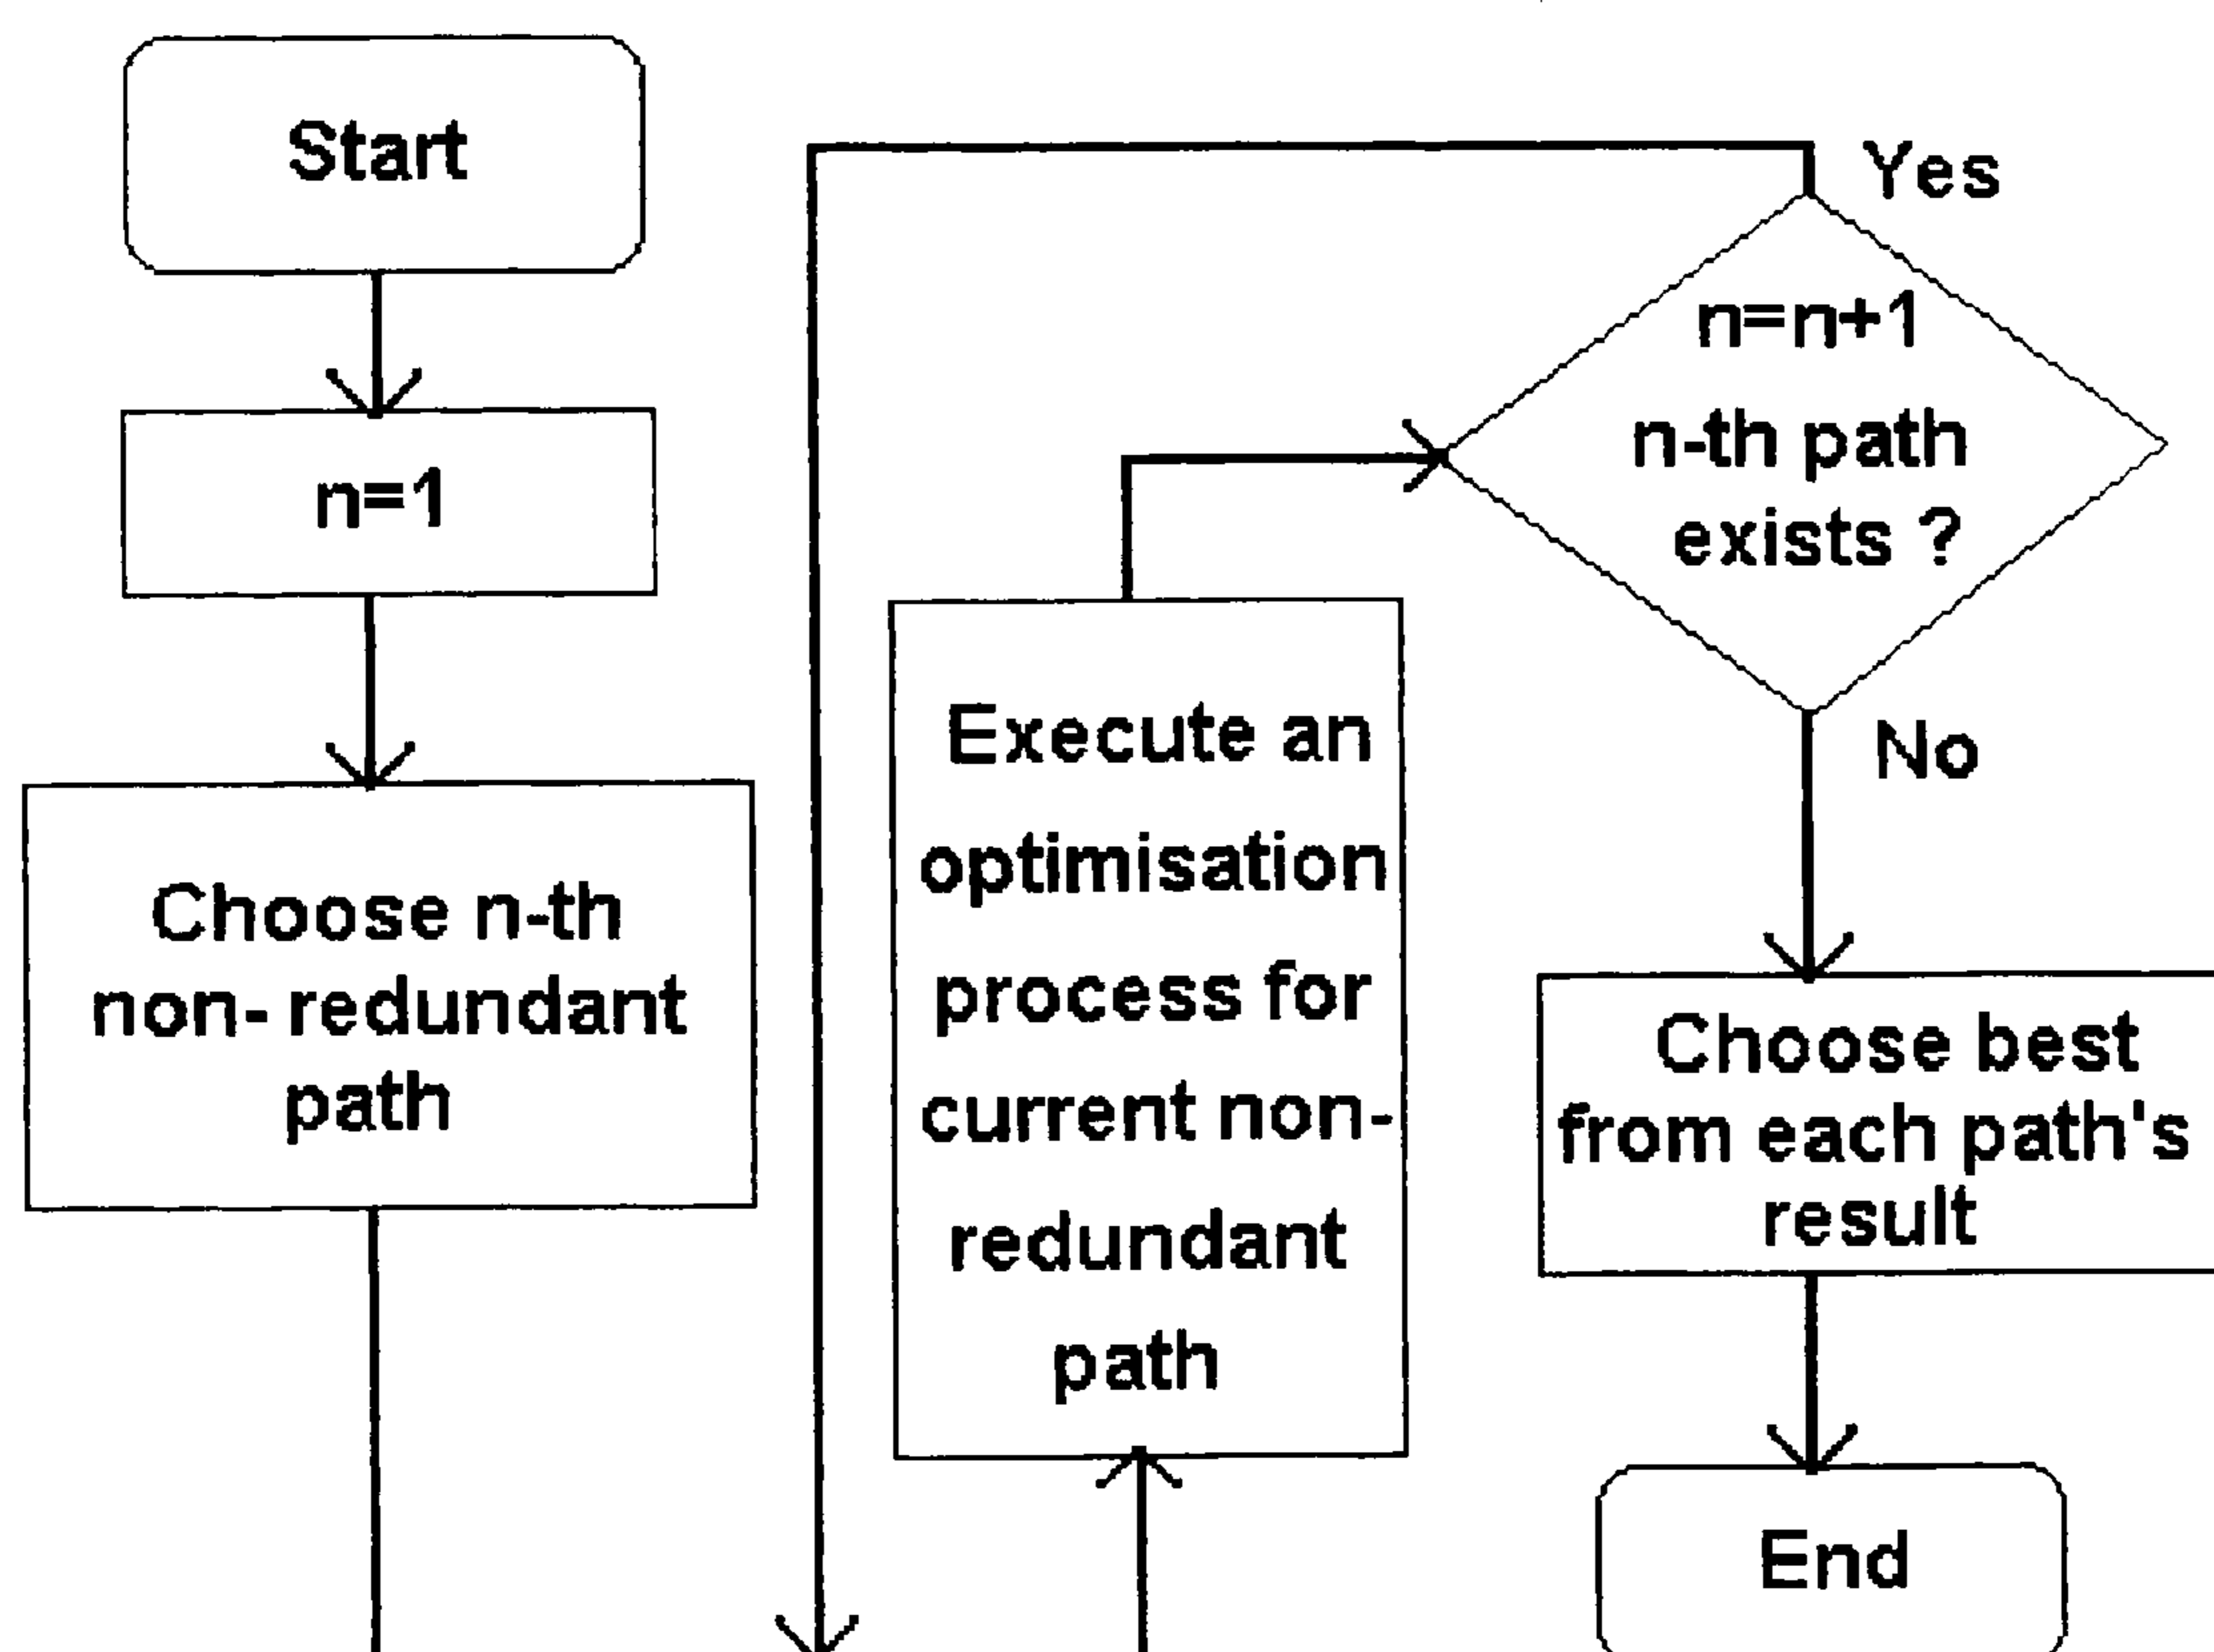 Start
n=1
Choose n-th
non- redundant
path
Execute an
optimisation
process for
current non-
redundant
path
Yes
n=n+1
n-th path
exists ?
No
Choose best
from each path's
result
End